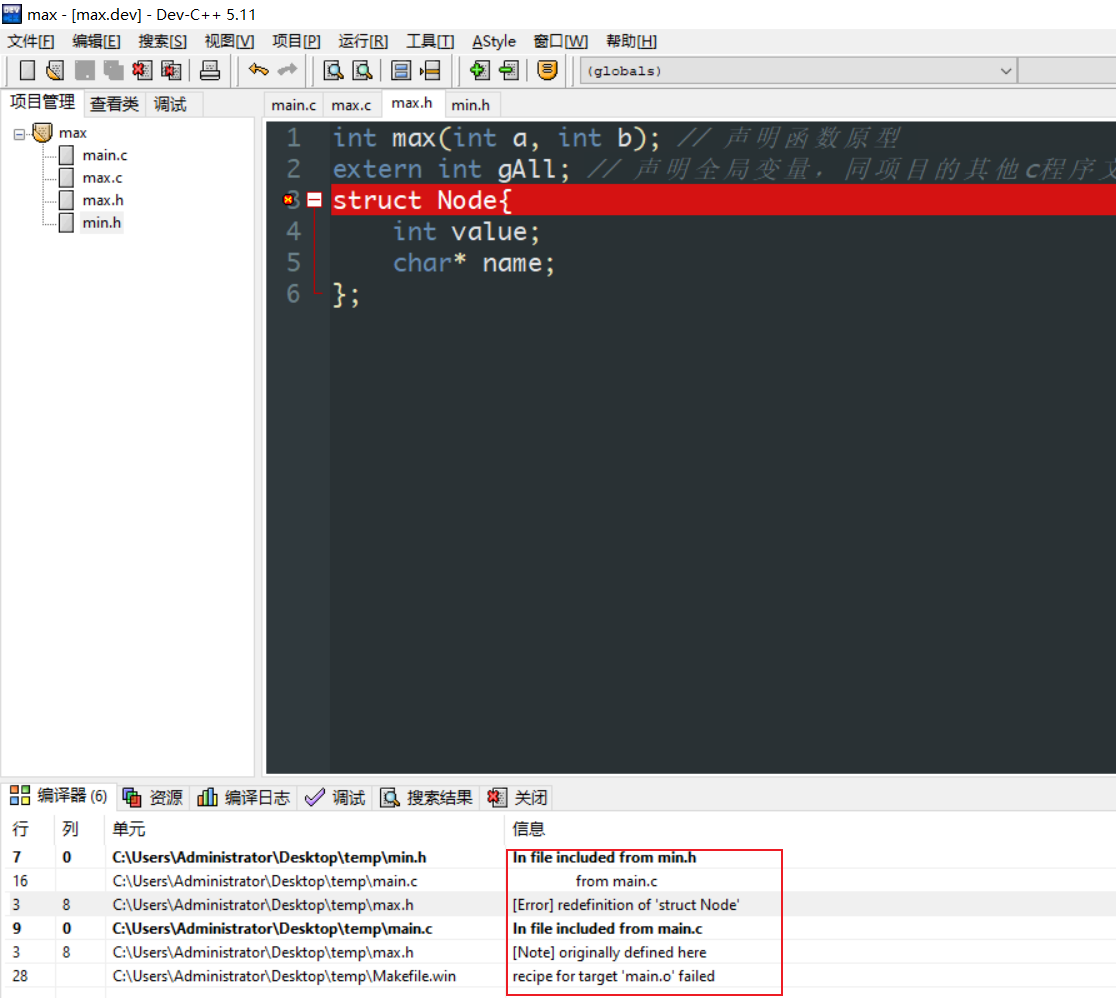 max - [max.dev] - Dev-C++ 5.11
文件[F] 编辑[E] 搜索[S] 视图[V] 项目[P] 运行[R] 工具[T] AStyle 窗口[W] 帮助[H]
(globals)
项目管理 查看类 调试
main.c max.c max.h min.h
max
main.c
max.c
max.h
min.h
1 int max(int a, int b); // 声明函数原型
2 extern int gAll; // 声明全局变量，同项目的其他c程序
3 struct Node{
4 int value;
5 char* name;
6 };
编译器 (6) 资源 编译日志 调试 搜索结果 关闭
行 列 单元 信息
7 0 C:\Users\Administrator\Desktop\temp\min.h In file included from min.h
16 C:\Users\Administrator\Desktop\temp\main.c from main.c
3 8 C:\Users\Administrator\Desktop\temp\max.h [Error] redefinition of 'struct Node'
9 0 C:\Users\Administrator\Desktop\temp\main.c In file included from main.c
3 8 C:\Users\Administrator\Desktop\temp\max.h [Note] originally defined here
28 C:\Users\Administrator\Desktop\temp\Makefile.win recipe for target 'main.o' failed